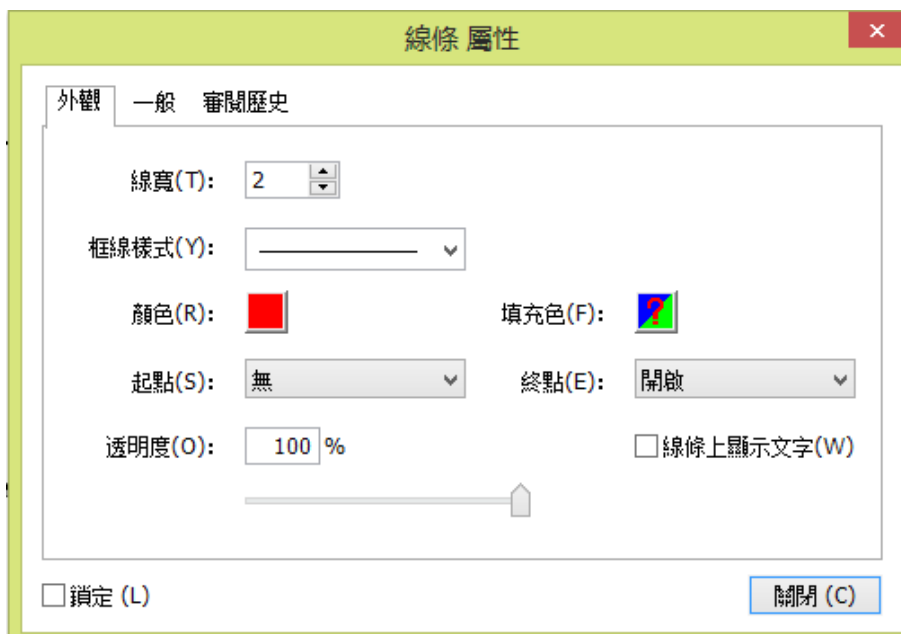 線條 屬性
外觀 一般 審閱歷史
線寬(T): 2
框線樣式(Y):
顏色(R): 填充色(F): ?
起點(S): 無 終點(E): 開啟
透明度(O): 100 % 線條上顯示文字(W)
鎖定 (L) 關閉 (C)